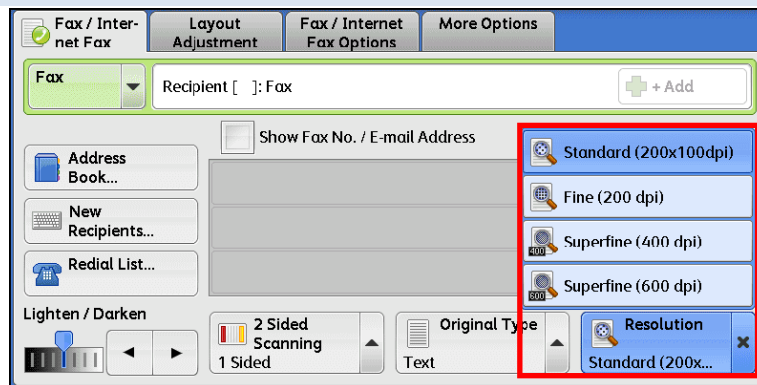 Fax / Inter-
net Fax
Layout
Adjustment
Fax / Internet
Fax Options
More Options
Fax
Recipient [   ]: Fax
+ Add
Show Fax No. / E-mail Address
Address
Book...
New
Recipients...
Redial List...
Standard (200x100dpi)
Fine (200 dpi)
400
Superfine (400 dpi)
600
Superfine (600 dpi)
Lighten / Darken
2 Sided
Scanning
1 Sided
Original Type
Text
Resolution
Standard (200x...